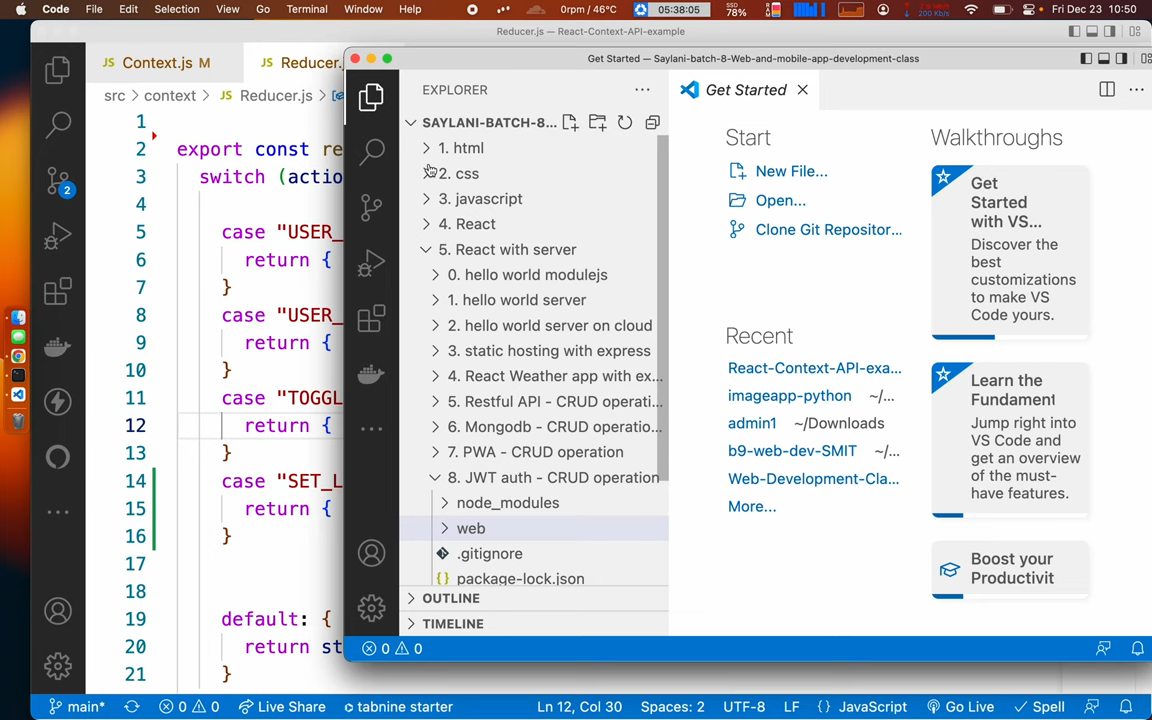 Code File Edit Selection View Go Terminal Window Help 0rpm / 46°C 05:38:05 SSD 78% 200 Kb/s Fri Dec 23 10:50
Reducer.js — React-Context-API-example
JS Context.js M
JS Reducer.
src > context > JS Reducer.js >
1
2 export const re
3 switch (action
4
5 case "USER_
6 return {
7 }
8 case "USER_
9 return {
10 }
11 case "TOGGL
12 return {
13 }
14 case "SET_L
15 return {
16 }
17
18
19 default: {
20 return st
21 }
2
main* 0 0 Live Share tabnine starter Ln 12, Col 30 Spaces: 2 UTF-8 LF {} JavaScript Go Live Spell
Get Started — Saylani-batch-8-Web-and-mobile-app-development-class
EXPLORER ...
SAYLANI-BATCH-8...
1. html
2. css
3. javascript
4. React
5. React with server
0. hello world modulejs
1. hello world server
2. hello world server on cloud
3. static hosting with express
4. React Weather app with ex...
5. Restful API - CRUD operati...
6. Mongodb - CRUD operatio...
7. PWA - CRUD operation
8. JWT auth - CRUD operation
node_modules
web
.gitignore
{} package-lock.json
OUTLINE
TIMELINE
0 0
Get Started
Start
New File...
Open...
Clone Git Repositor...
Recent
React-Context-API-exa...
imageapp-python ~/...
admin1 ~/Downloads
b9-web-dev-SMIT ~/...
Web-Development-Cla...
More...
Walkthroughs
Get
Started
with VS...
Discover the
best
customizations
to make VS
Code yours.
Learn the
Fundament
Jump right into
VS Code and
get an overview
of the must-
have features.
Boost your
Productivit